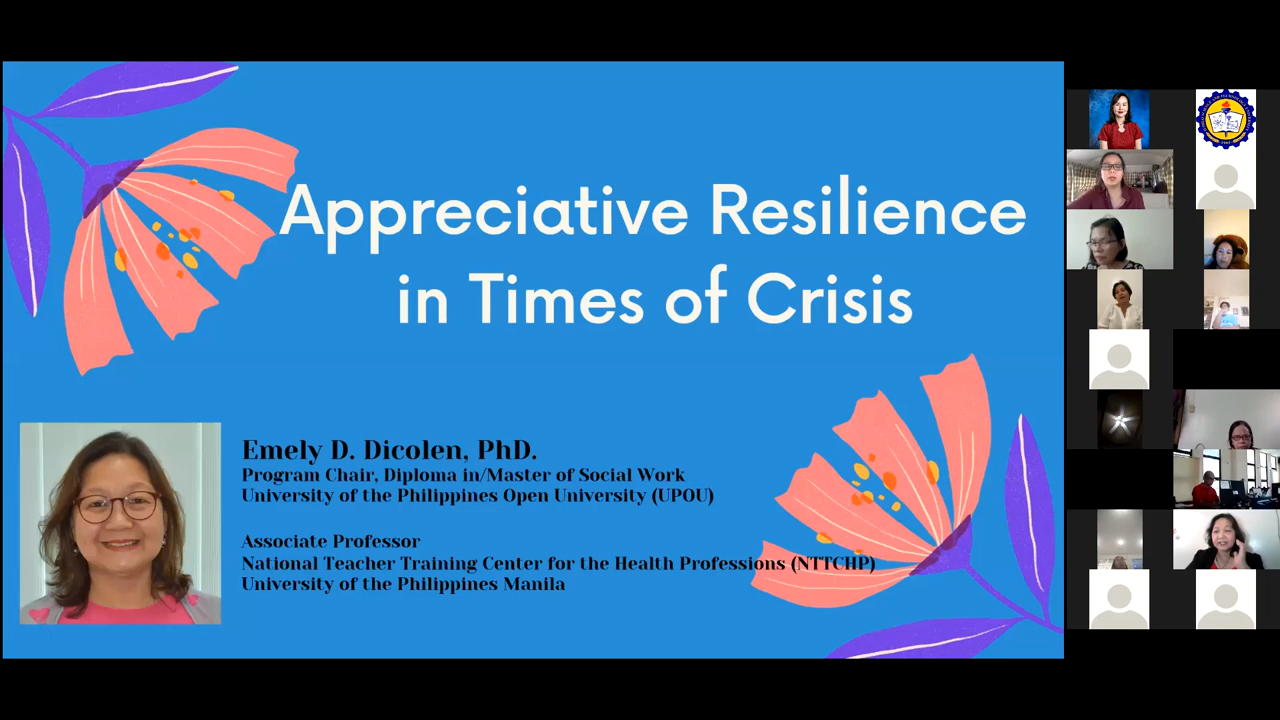 Appreciative Resilience
in Times of Crisis
Emely D. Dicolen, PhD.
Program Chair, Diploma in/Master of Social Work
University of the Philippines Open University (UPOU)
Associate Professor
National Teacher Training Center for the Health Professions (NTTCHP)
University of the Philippines Manila